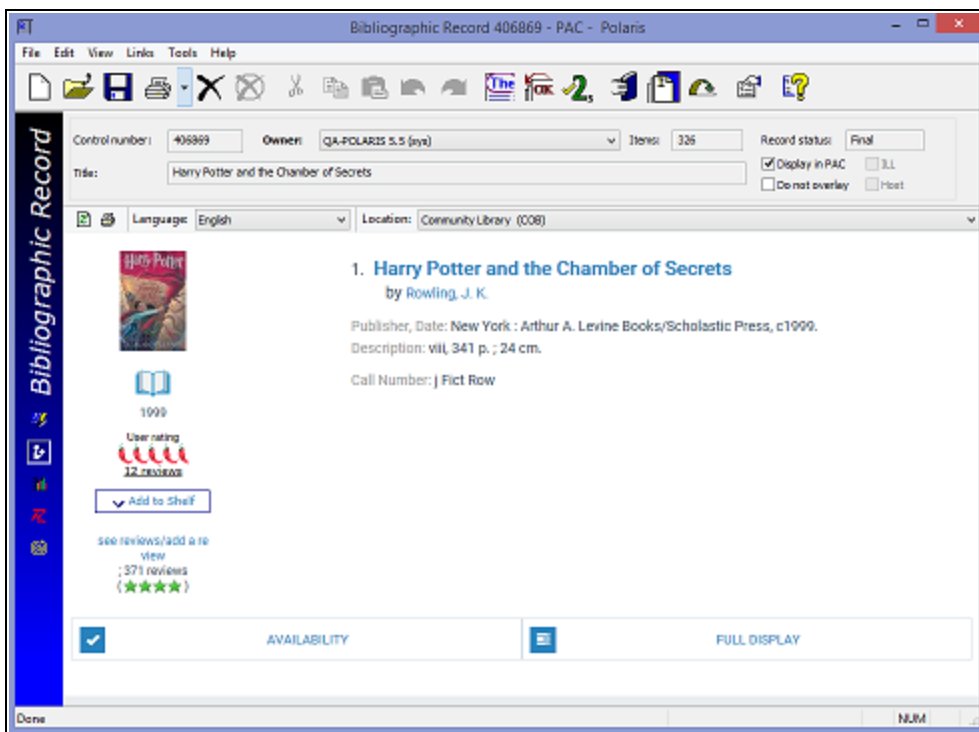 Bibliographic Record 406869 - PAC - Polaris
File Edit View Links Tools Help
Control number: 406869 Owner: QA-POLARIS 5.5 (sys) Items: 326 Record status: Final
Display in PAC ILL
Title: Harry Potter and the Chamber of Secrets
Do not overlay Host
Bibliographic Record
Language: English Location: Community Library (COB)
Harry Potter
1. Harry Potter and the Chamber of Secrets
by Rowling, J. K.
Publisher, Date: New York : Arthur A. Levine Books/Scholastic Press, c1999.
Description: viii, 341 p. ; 24 cm.
Call Number: j Fict Row
1999
User rating
12 reviews
Add to Shelf
see reviews/add a re
view
; 371 reviews
(★★★★)
AVAILABILITY FULL DISPLAY
Done NUM